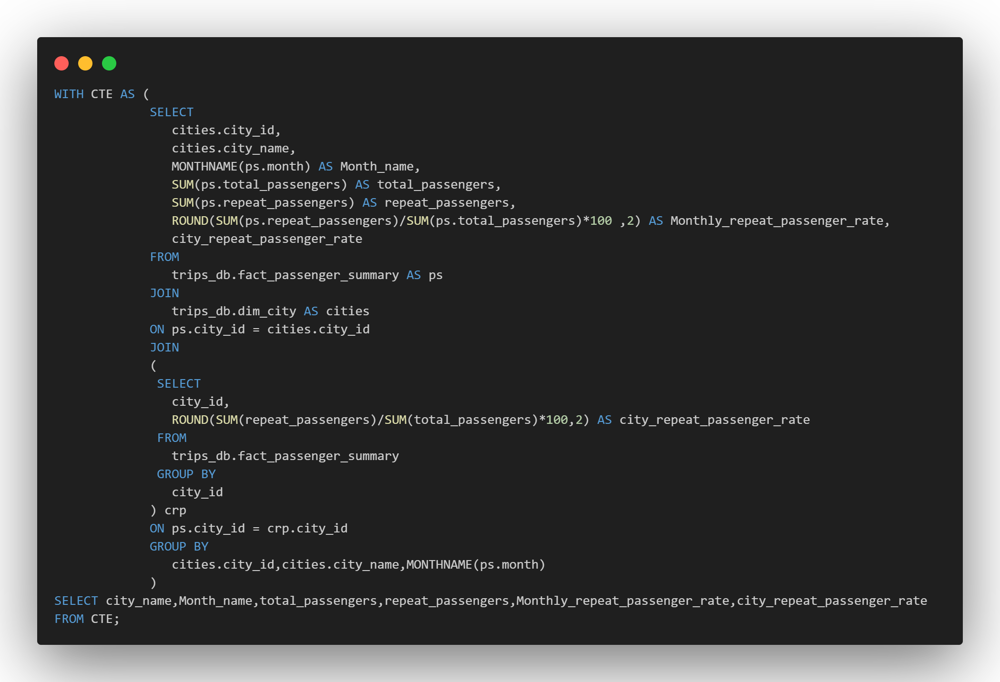 WITH CTE AS (
             SELECT
                cities.city_id,
                cities.city_name,
                MONTHNAME(ps.month) AS Month_name,
                SUM(ps.total_passengers) AS total_passengers,
                SUM(ps.repeat_passengers) AS repeat_passengers,
                ROUND(SUM(ps.repeat_passengers)/SUM(ps.total_passengers)*100 ,2) AS Monthly_repeat_passenger_rate,
                city_repeat_passenger_rate
             FROM
                trips_db.fact_passenger_summary AS ps
             JOIN
                trips_db.dim_city AS cities
             ON ps.city_id = cities.city_id
             JOIN
             (
              SELECT
                city_id,
                ROUND(SUM(repeat_passengers)/SUM(total_passengers)*100,2) AS city_repeat_passenger_rate
              FROM
                trips_db.fact_passenger_summary
              GROUP BY
                city_id
             ) crp
             ON ps.city_id = crp.city_id
             GROUP BY
                cities.city_id,cities.city_name,MONTHNAME(ps.month)
             )
SELECT city_name,Month_name,total_passengers,repeat_passengers,Monthly_repeat_passenger_rate,city_repeat_passenger_rate
FROM CTE;